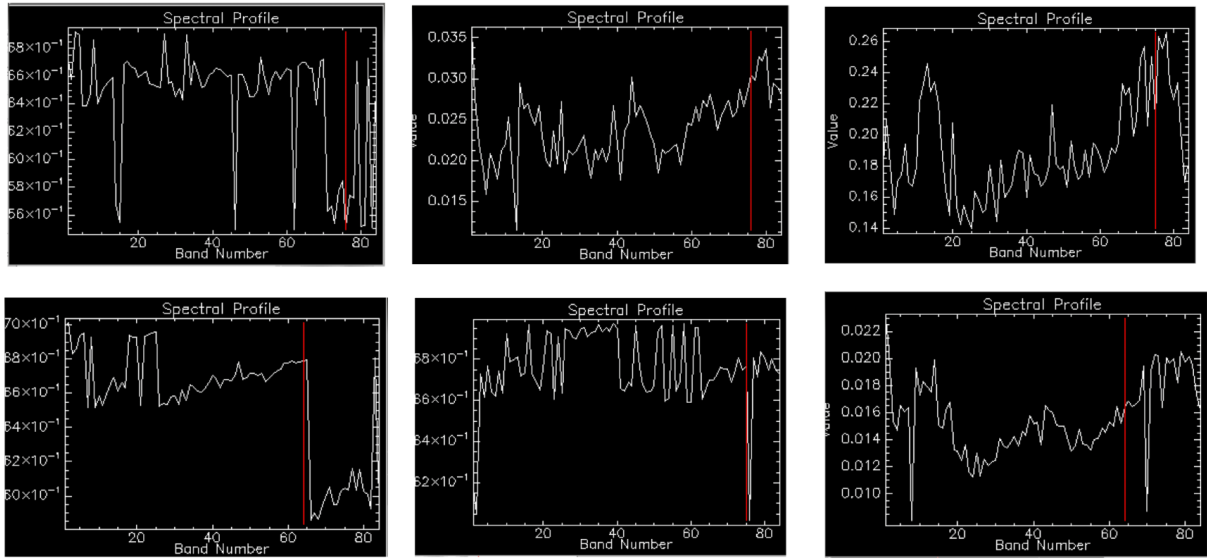 Spectral Profile
68×10⁻¹
66×10⁻¹
64×10⁻¹
62×10⁻¹
60×10⁻¹
58×10⁻¹
56×10⁻¹
20 40 60 80
Band Number
Spectral Profile
0.035
0.030
0.025
0.020
0.015
Value
20 40 60 80
Band Number
Spectral Profile
0.26
0.24
0.22
0.20
0.18
0.16
0.14
Value
20 40 60 80
Band Number
Spectral Profile
70×10⁻¹
68×10⁻¹
66×10⁻¹
64×10⁻¹
62×10⁻¹
60×10⁻¹
20 40 60 80
Band Number
Spectral Profile
68×10⁻¹
66×10⁻¹
64×10⁻¹
62×10⁻¹
20 40 60 80
Band Number
Spectral Profile
0.022
0.020
0.018
0.016
0.014
0.012
0.010
Value
20 40 60 80
Band Number